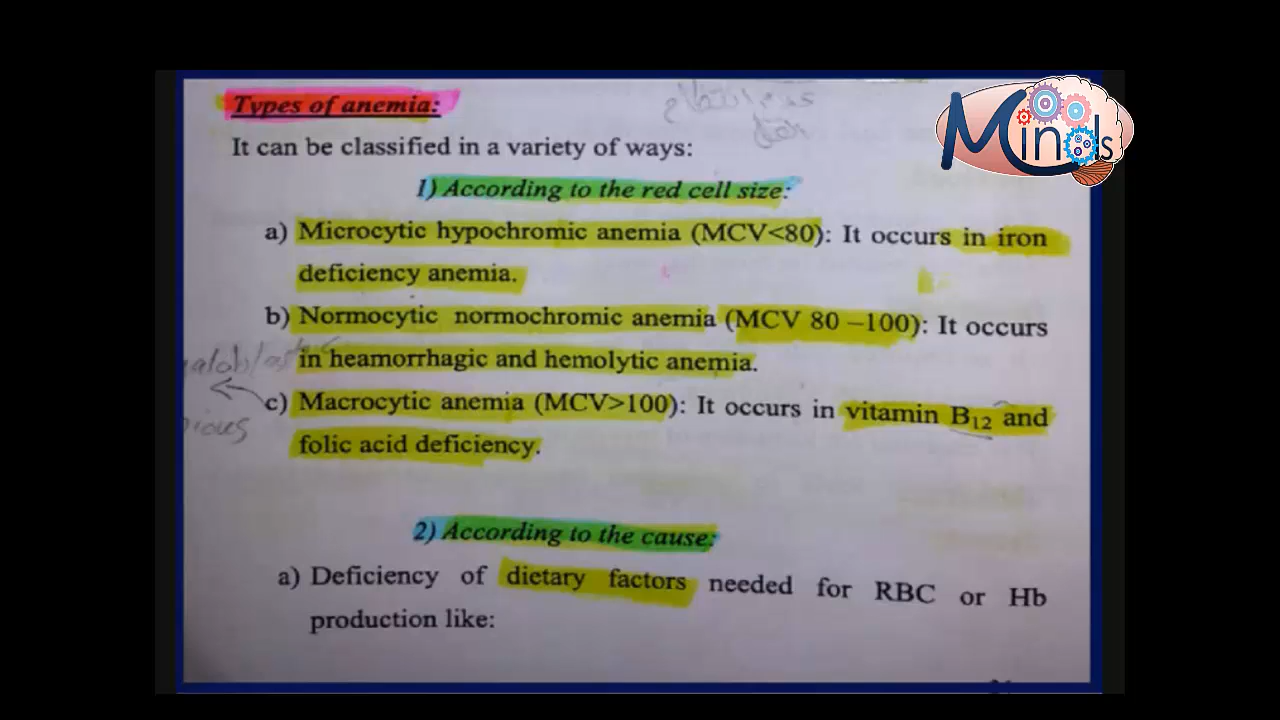 Minds
Types of anemia:
It can be classified in a variety of ways:
1) According to the red cell size:
a) Microcytic hypochromic anemia (MCV<80): It occurs in iron
deficiency anemia.
b) Normocytic normochromic anemia (MCV 80 –100): It occurs
in heamorrhagic and hemolytic anemia.
c) Macrocytic anemia (MCV>100): It occurs in vitamin B₁₂ and
folic acid deficiency.
2) According to the cause:
a) Deficiency of dietary factors needed for RBC or Hb
production like: